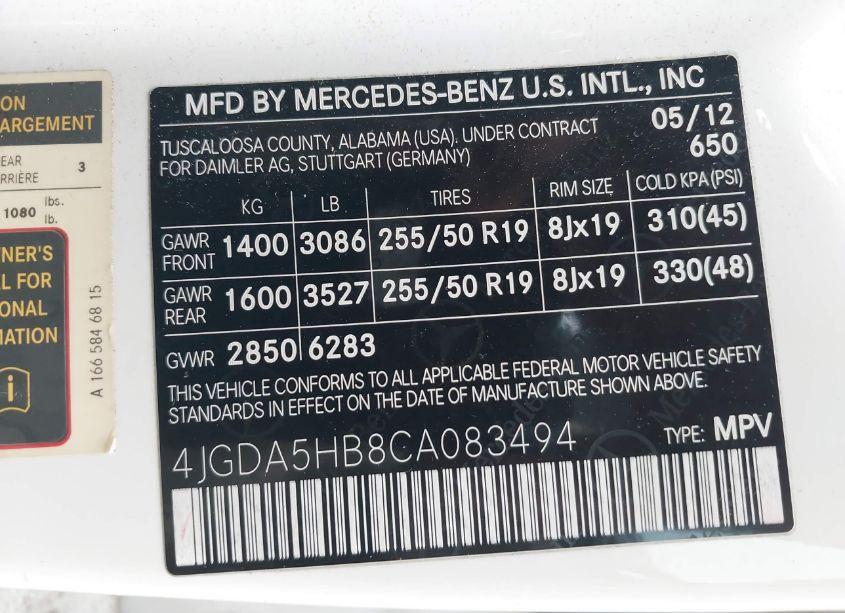 ON
ARGEMENT
EAR
RRIÈRE 3
1080 lbs.
lb.
NER'S
L FOR
ONAL
MATION
i
A 166 584 68 15
MFD BY MERCEDES-BENZ U.S. INTL., INC
TUSCALOOSA COUNTY, ALABAMA (USA). UNDER CONTRACT 05/12
FOR DAIMLER AG, STUTTGART (GERMANY) 650
KG LB TIRES RIM SIZE COLD KPA (PSI)
GAWR FRONT 1400 3086 255/50 R19 8Jx19 310(45)
GAWR REAR 1600 3527 255/50 R19 8Jx19 330(48)
GVWR 2850 6283
THIS VEHICLE CONFORMS TO ALL APPLICABLE FEDERAL MOTOR VEHICLE SAFETY
STANDARDS IN EFFECT ON THE DATE OF MANUFACTURE SHOWN ABOVE.
4JGDA5HB8CA083494 TYPE: MPV